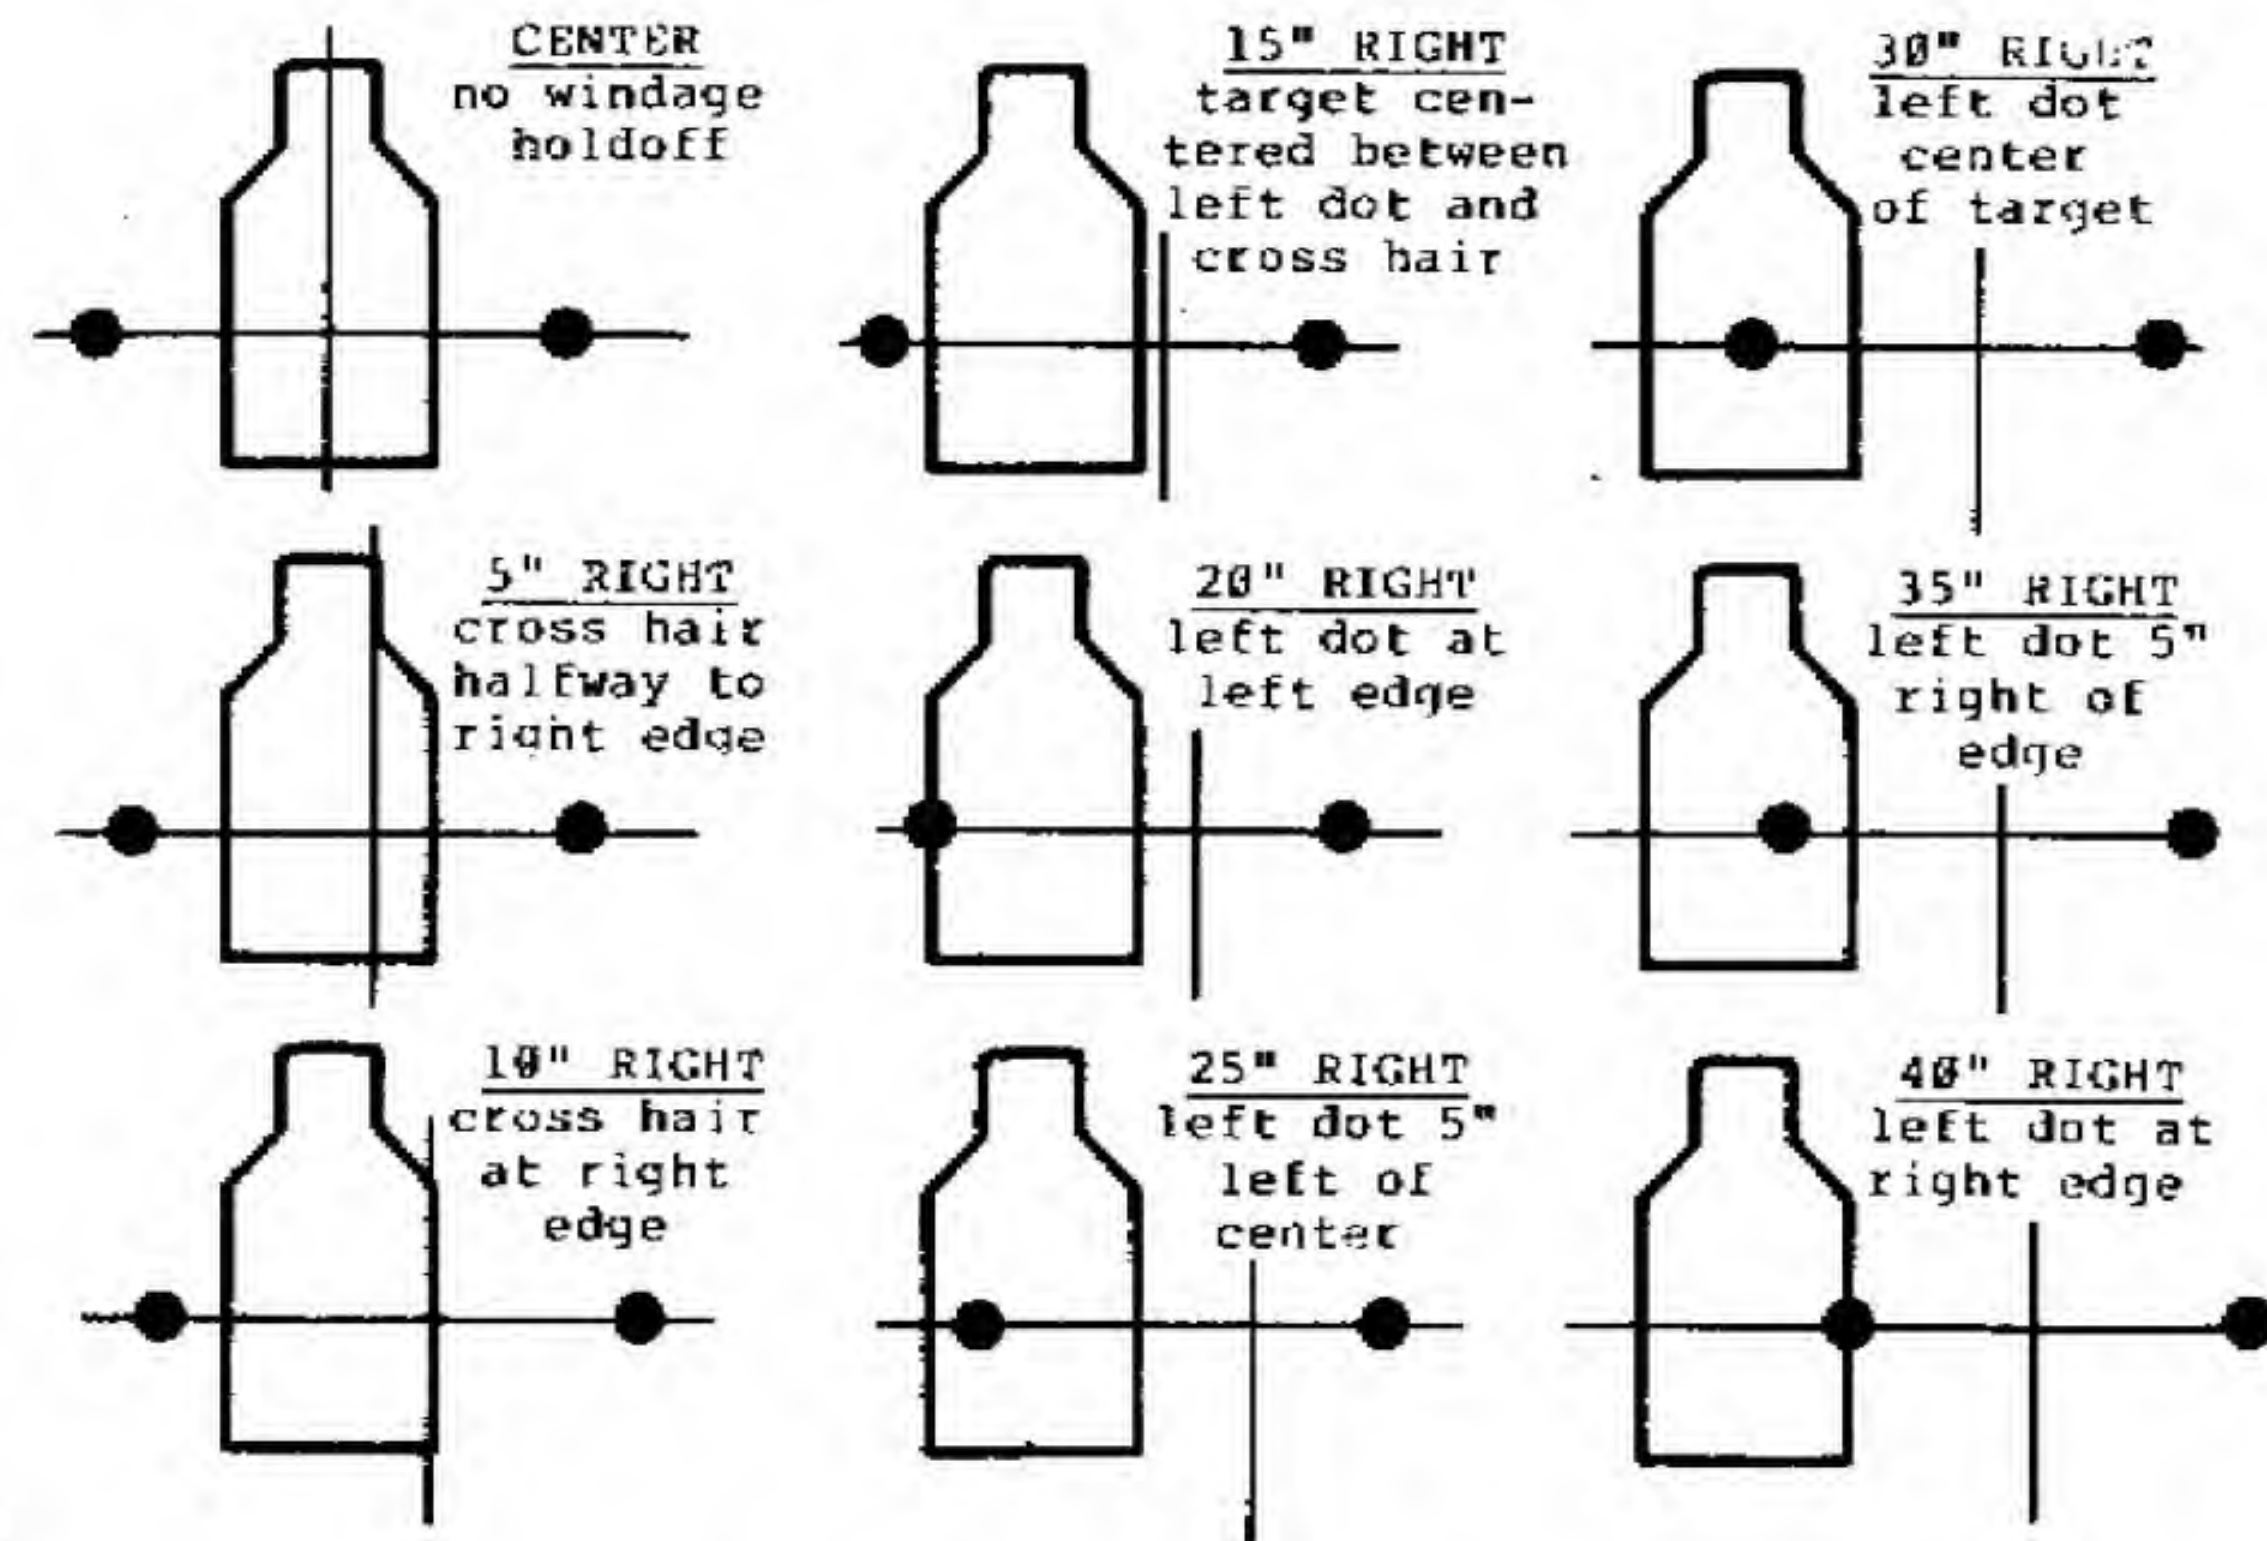 CENTER
no windage
holdoff
15" RIGHT
target cen-
tered between
left dot and
cross hair
30" RIGHT
left dot
center
of target
5" RIGHT
cross hair
halfway to
right edge
20" RIGHT
left dot at
left edge
35" RIGHT
left dot 5"
right of
edge
10" RIGHT
cross hair
at right
edge
25" RIGHT
left dot 5"
left of
center
40" RIGHT
left dot at
right edge